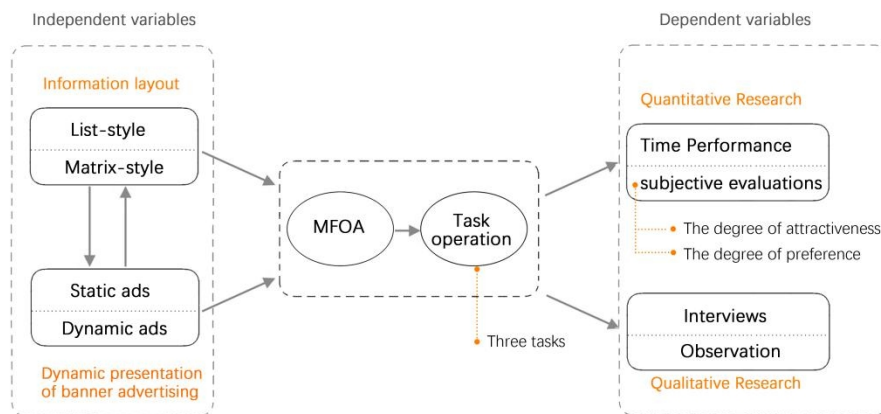 Independent variables
Dependent variables
Information layout
List-style
Matrix-style
Static ads
Dynamic ads
Dynamic presentation
of banner advertising
MFOA
Task
operation
Three tasks
Quantitative Research
Time Performance
subjective evaluations
The degree of attractiveness
The degree of preference
Interviews
Observation
Qualitative Research